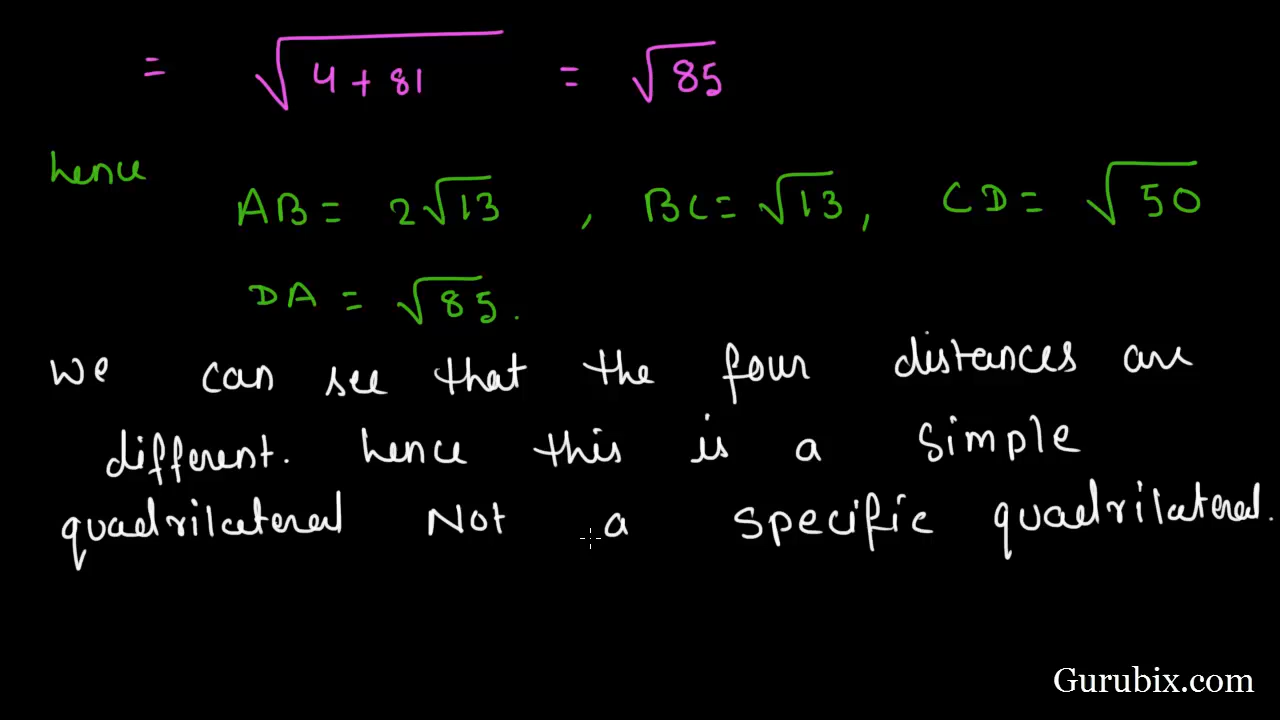 = √4+81 = √85
hence
AB = 2√13 , BC = √13 , CD = √50
DA = √85 .
We can see that the four distances are
different. hence this is a simple
quadrilateral Not a specific quadrilateral.
Gurubix.com